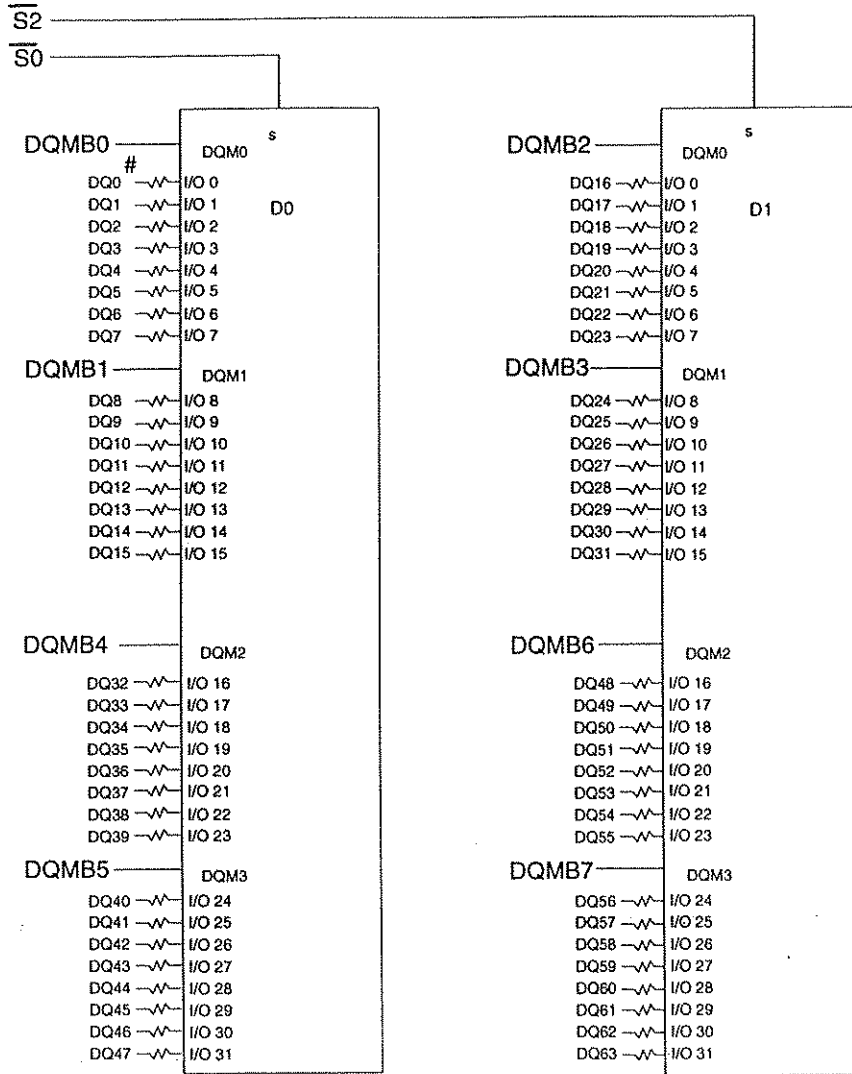 S2
S0
DQMB0
#
s
DQM0
D0
DQ0 I/O 0
DQ1 I/O 1
DQ2 I/O 2
DQ3 I/O 3
DQ4 I/O 4
DQ5 I/O 5
DQ6 I/O 6
DQ7 I/O 7
DQMB1 DQM1
DQ8 I/O 8
DQ9 I/O 9
DQ10 I/O 10
DQ11 I/O 11
DQ12 I/O 12
DQ13 I/O 13
DQ14 I/O 14
DQ15 I/O 15
DQMB4 DQM2
DQ32 I/O 16
DQ33 I/O 17
DQ34 I/O 18
DQ35 I/O 19
DQ36 I/O 20
DQ37 I/O 21
DQ38 I/O 22
DQ39 I/O 23
DQMB5 DQM3
DQ40 I/O 24
DQ41 I/O 25
DQ42 I/O 26
DQ43 I/O 27
DQ44 I/O 28
DQ45 I/O 29
DQ46 I/O 30
DQ47 I/O 31
DQMB2
s
DQM0
D1
DQ16 I/O 0
DQ17 I/O 1
DQ18 I/O 2
DQ19 I/O 3
DQ20 I/O 4
DQ21 I/O 5
DQ22 I/O 6
DQ23 I/O 7
DQMB3 DQM1
DQ24 I/O 8
DQ25 I/O 9
DQ26 I/O 10
DQ27 I/O 11
DQ28 I/O 12
DQ29 I/O 13
DQ30 I/O 14
DQ31 I/O 15
DQMB6 DQM2
DQ48 I/O 16
DQ49 I/O 17
DQ50 I/O 18
DQ51 I/O 19
DQ52 I/O 20
DQ53 I/O 21
DQ54 I/O 22
DQ55 I/O 23
DQMB7 DQM3
DQ56 I/O 24
DQ57 I/O 25
DQ58 I/O 26
DQ59 I/O 27
DQ60 I/O 28
DQ61 I/O 29
DQ62 I/O 30
DQ63 I/O 31